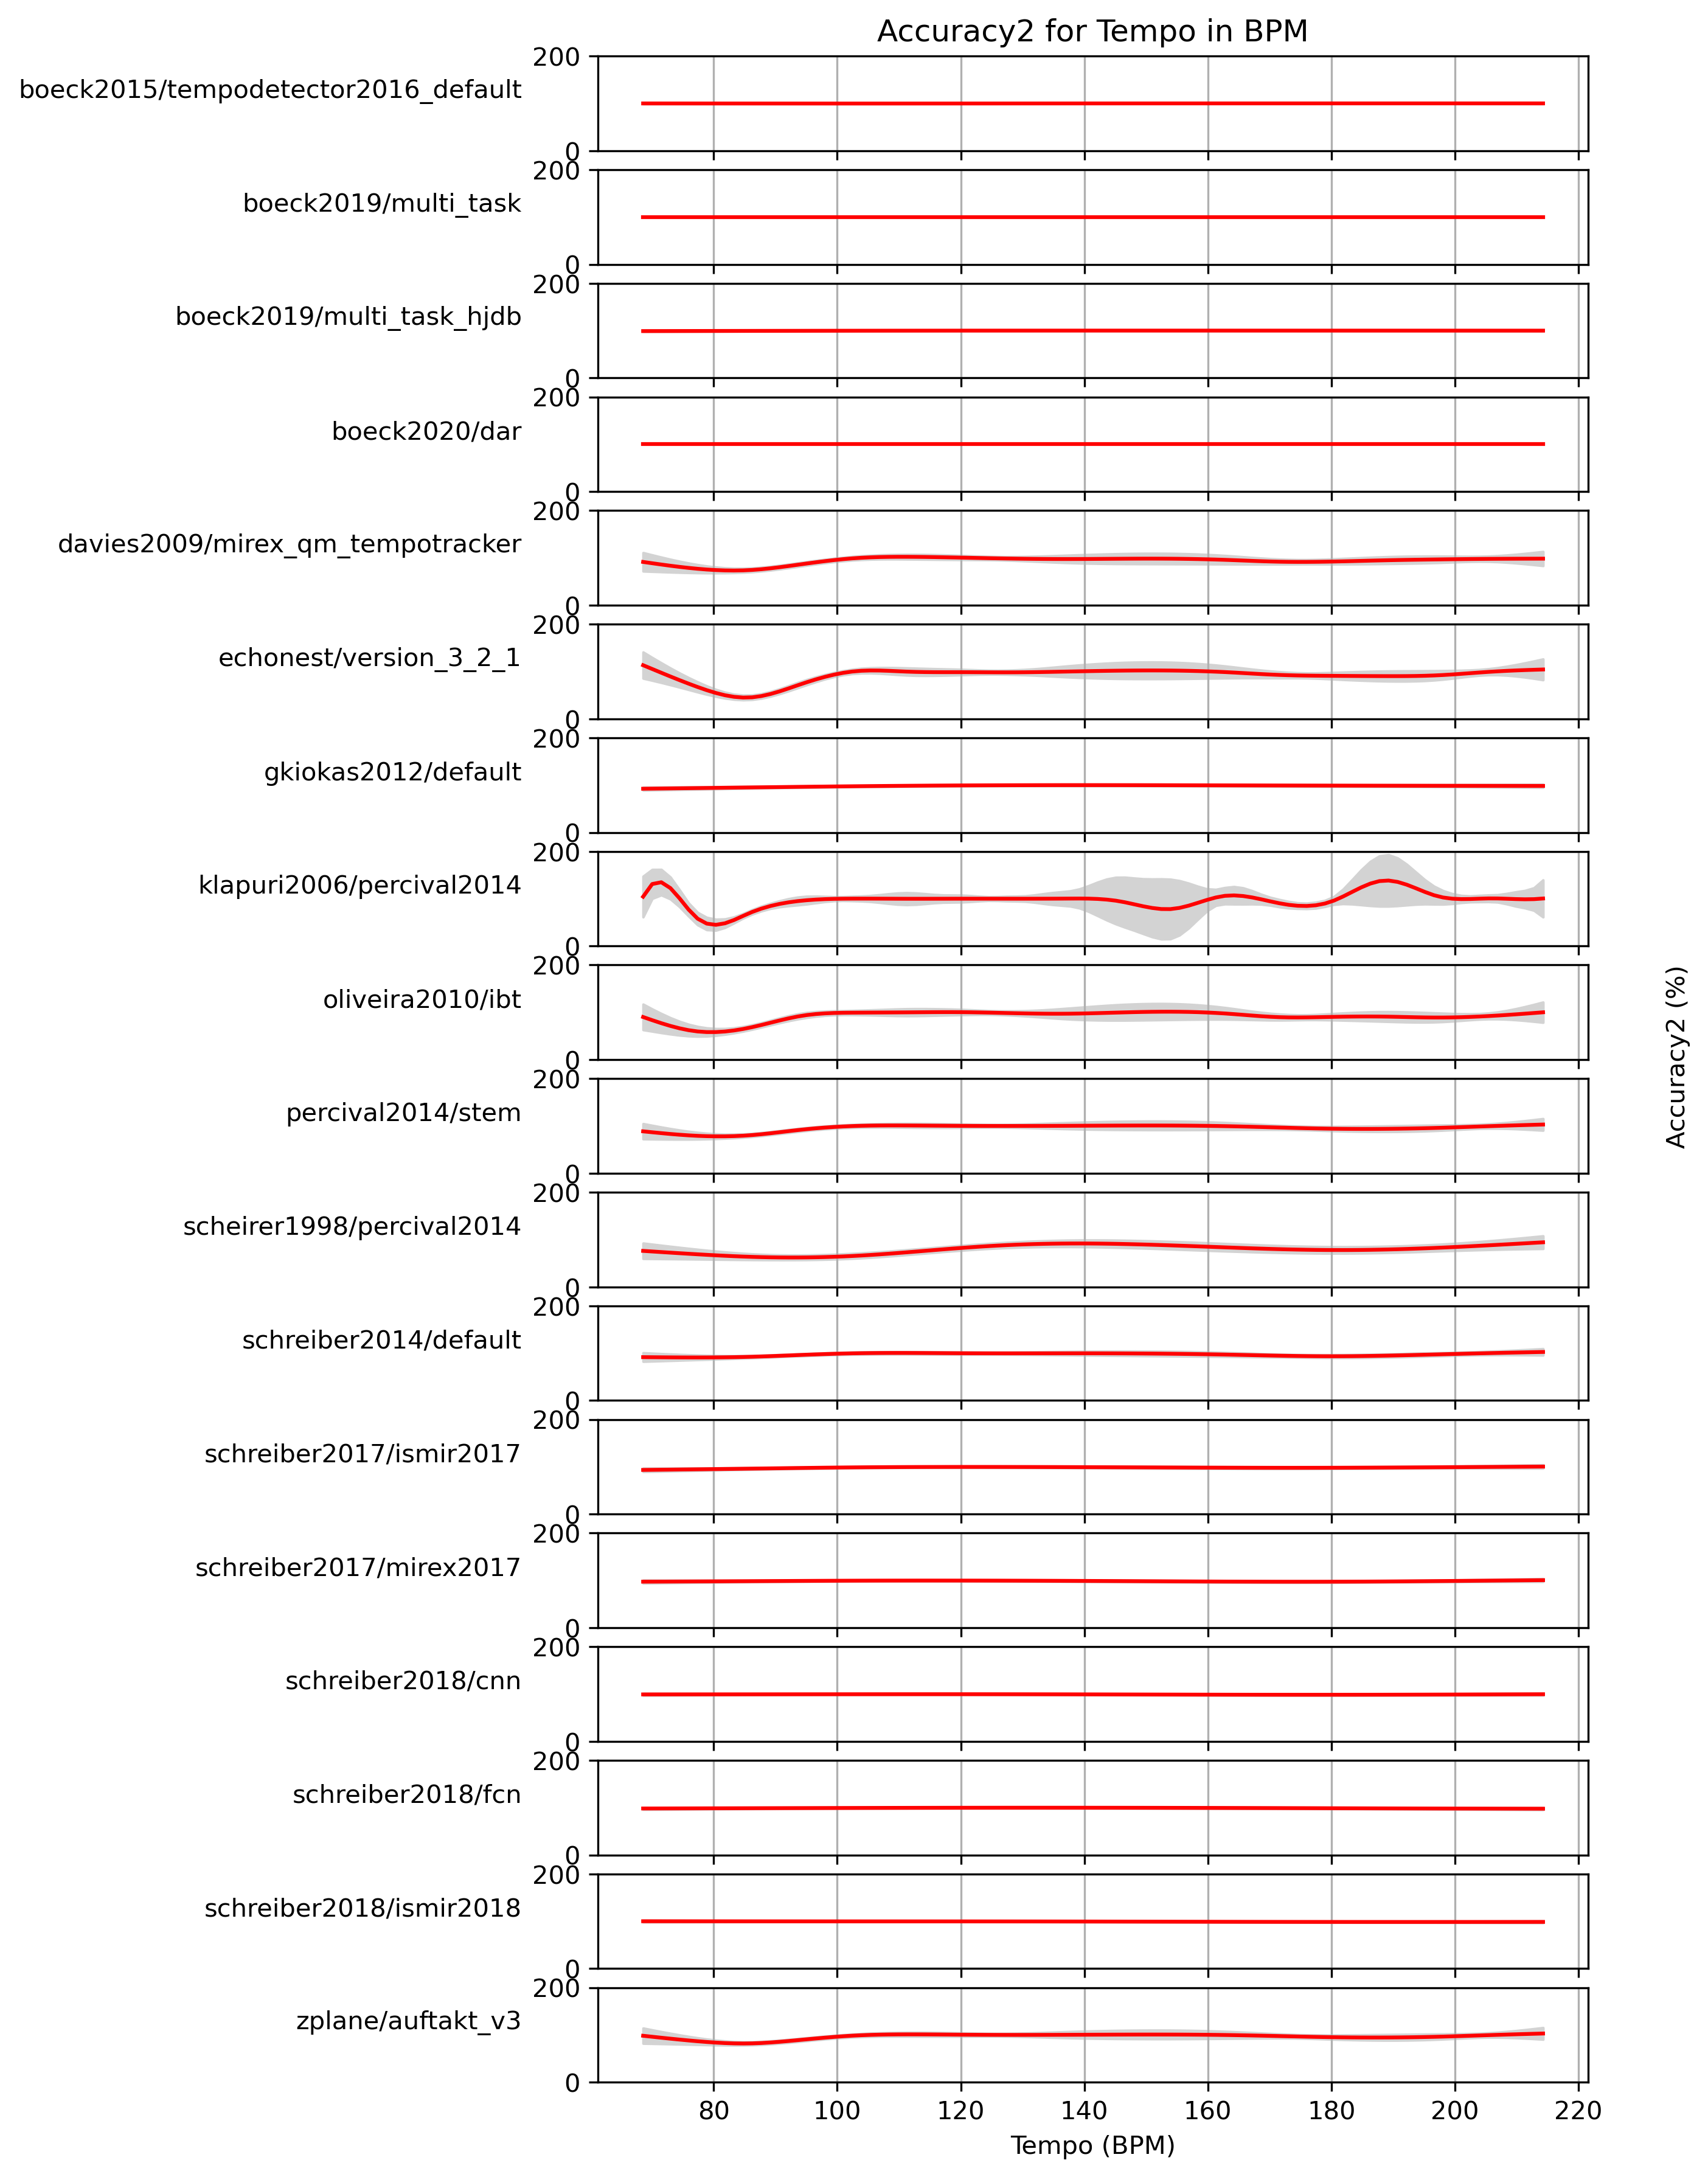 Accuracy2 for Tempo in BPM
200
boeck2015/tempodetector2016_default
0
200
boeck2019/multi_task
0
200
boeck2019/multi_task_hjdb
0
200
boeck2020/dar
0
200
davies2009/mirex_qm_tempotracker
0
200
echonest/version_3_2_1
0
200
gkiokas2012/default
0
200
klapuri2006/percival2014
0
200
oliveira2010/ibt
0
200
percival2014/stem
0
200
scheirer1998/percival2014
0
200
schreiber2014/default
0
200
schreiber2017/ismir2017
0
200
schreiber2017/mirex2017
0
200
schreiber2018/cnn
0
200
schreiber2018/fcn
0
200
schreiber2018/ismir2018
0
200
zplane/auftakt_v3
0
80 100 120 140 160 180 200 220
Tempo (BPM)
Accuracy2 (%)